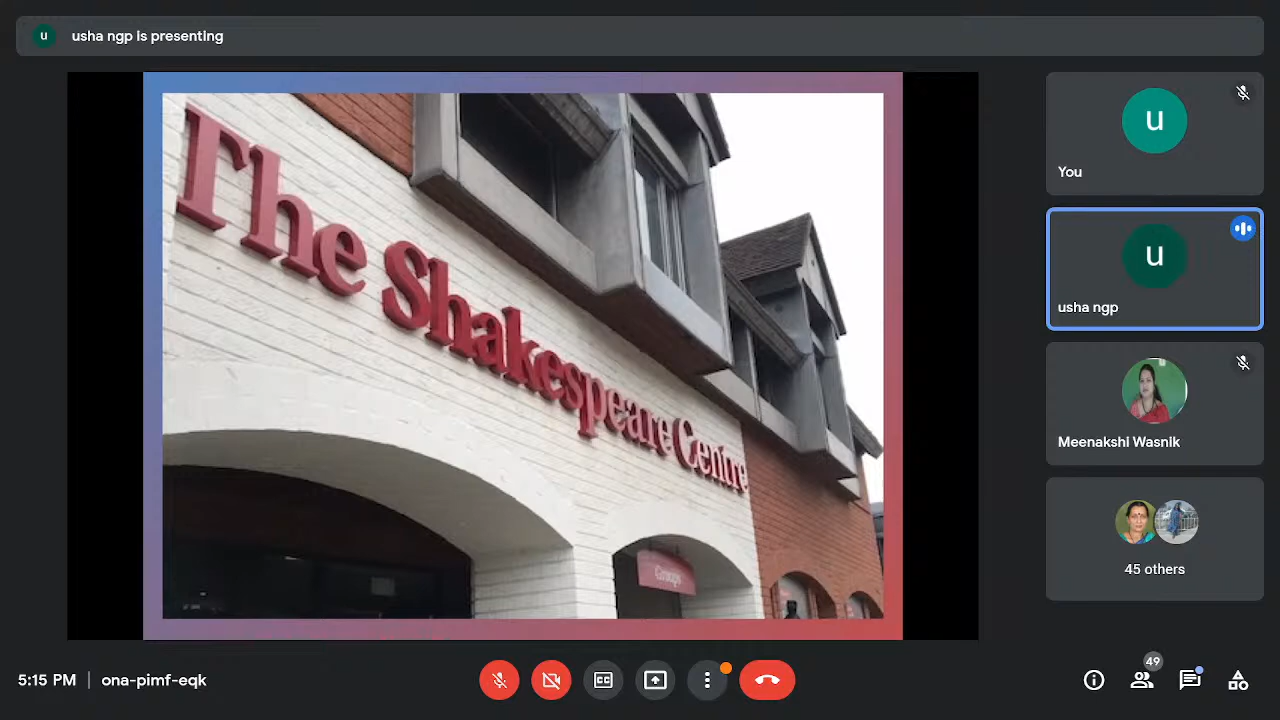 u
usha ngp is presenting
The Shakespeare Centre
Groups
u
You
u
usha ngp
Meenakshi Wasnik
45 others
5:15 PM
ona-pimf-eqk
49